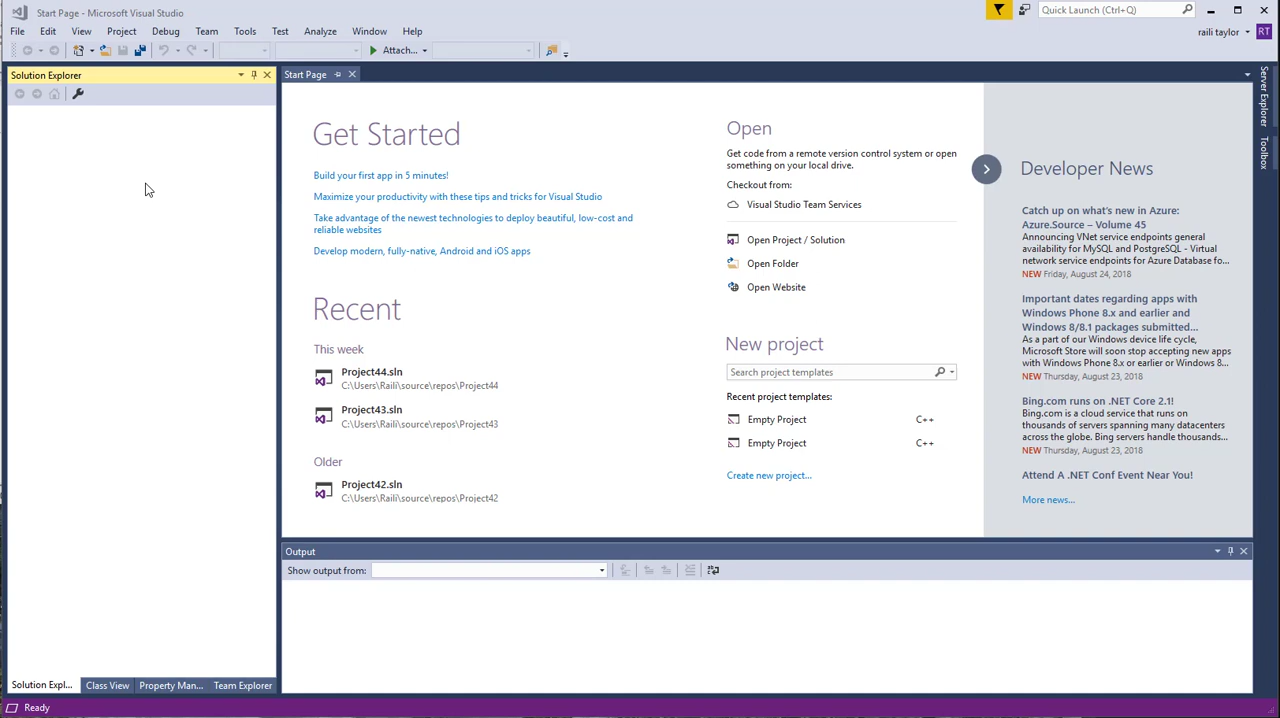 Start Page - Microsoft Visual Studio
Quick Launch (Ctrl+Q)
File Edit View Project Debug Team Tools Test Analyze Window Help
raili taylor
RT
Attach...
Solution Explorer
Start Page
Server Explorer
Toolbox
Get Started
Build your first app in 5 minutes!
Maximize your productivity with these tips and tricks for Visual Studio
Take advantage of the newest technologies to deploy beautiful, low-cost and
reliable websites
Develop modern, fully-native, Android and iOS apps
Recent
This week
Project44.sln
C:\Users\Raili\source\repos\Project44
Project43.sln
C:\Users\Raili\source\repos\Project43
Older
Project42.sln
C:\Users\Raili\source\repos\Project42
Open
Get code from a remote version control system or open
something on your local drive.
Checkout from:
Visual Studio Team Services
Open Project / Solution
Open Folder
Open Website
New project
Search project templates
Recent project templates:
Empty Project C++
Empty Project C++
Create new project...
Developer News
Catch up on what's new in Azure:
Azure.Source – Volume 45
Announcing VNet service endpoints general
availability for MySQL and PostgreSQL - Virtual
network service endpoints for Azure Database fo...
NEW Friday, August 24, 2018
Important dates regarding apps with
Windows Phone 8.x and earlier and
Windows 8/8.1 packages submitted...
As a part of our Windows device life cycle,
Microsoft Store will soon stop accepting new apps
with Windows Phone 8.x or earlier or Windows 8...
NEW Thursday, August 23, 2018
Bing.com runs on .NET Core 2.1!
Bing.com is a cloud service that runs on
thousands of servers spanning many datacenters
across the globe. Bing servers handle thousands...
NEW Thursday, August 23, 2018
Attend A .NET Conf Event Near You!
More news...
Output
Show output from:
Solution Expl... Class View Property Man... Team Explorer
Ready